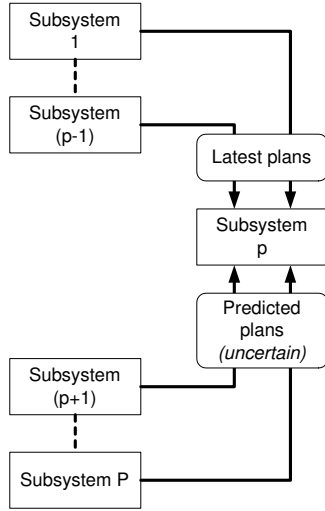 Subsystem
1
Subsystem
(p-1)
Latest plans
Subsystem
p
Predicted
plans
(uncertain)
Subsystem
(p+1)
Subsystem P